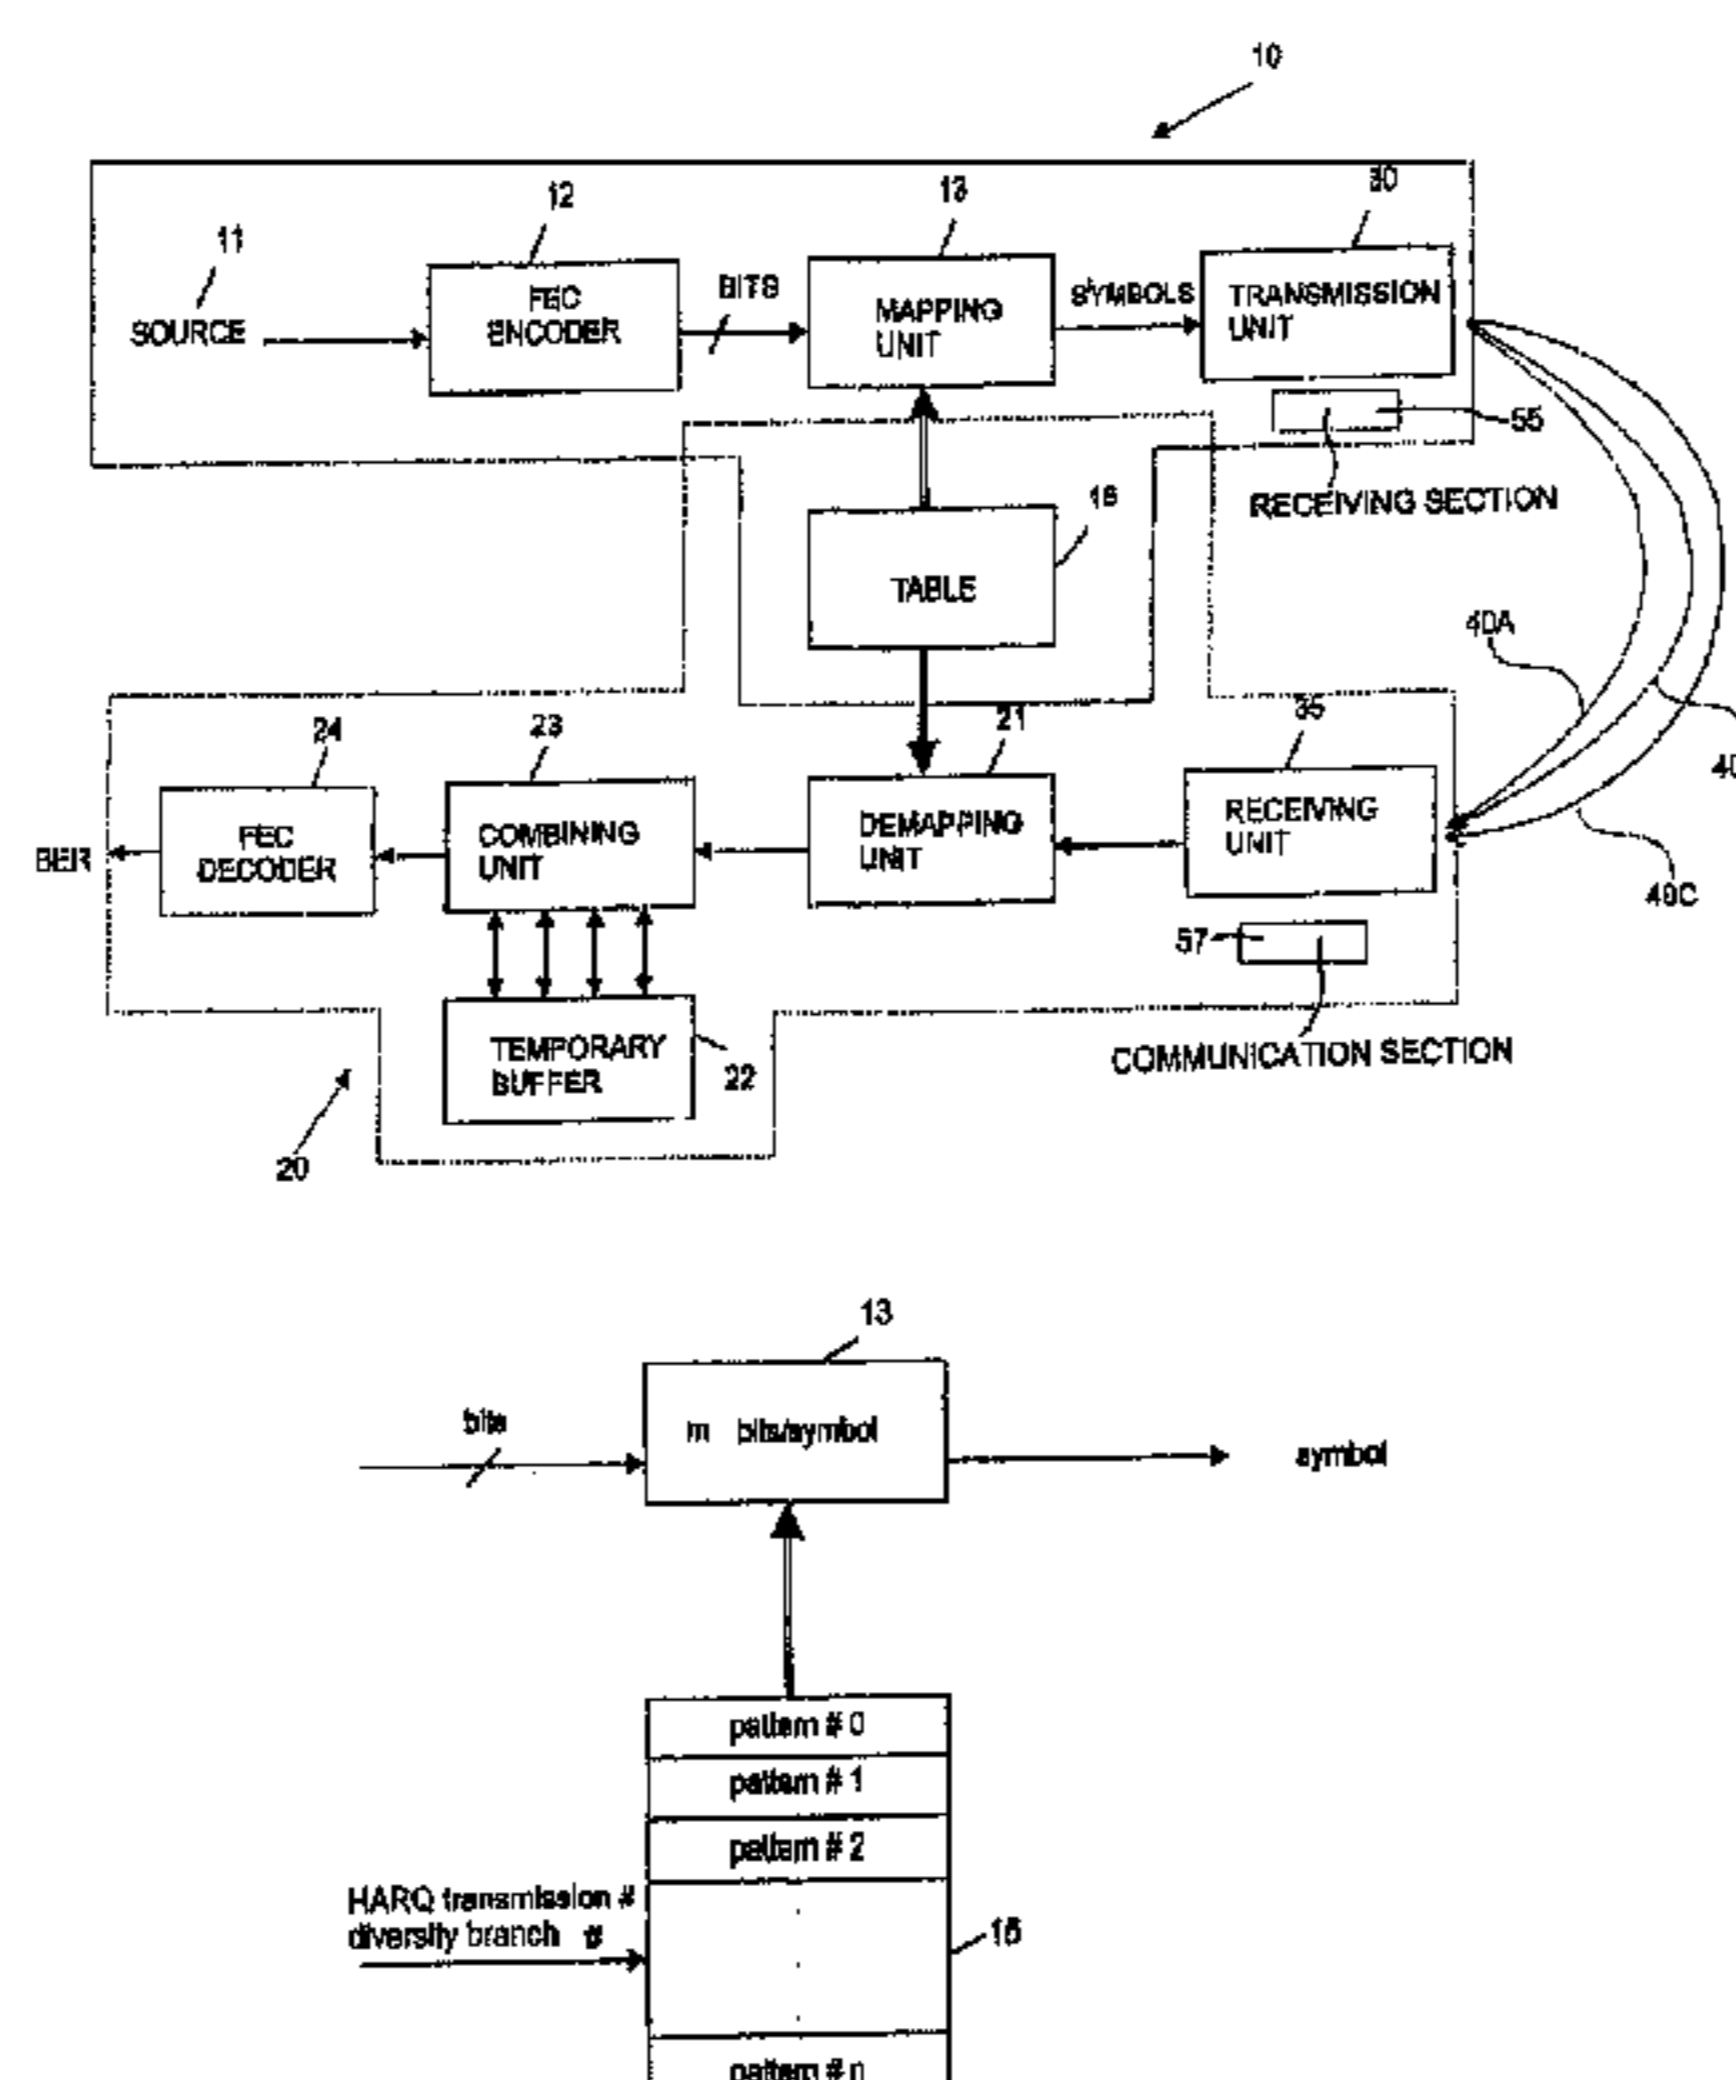 10
12
13
30
11
SOURCE
FEC
ENCODER
BITS
MAPPING
UNIT
SYMBOLS
TRANSMISSION
UNIT
55
RECEIVING SECTION
TABLE
40A
24
23
21
35
BER
FEC
DECODER
COMBINING
UNIT
DEMAPPING
UNIT
RECEIVING
UNIT
40C
57
COMMUNICATION SECTION
TEMPORARY
BUFFER
22
20
13
bits
m bits/symbol
symbol
pattern # 0
pattern # 1
pattern # 2
HARQ transmission #
diversity branch #
15
pattern # n